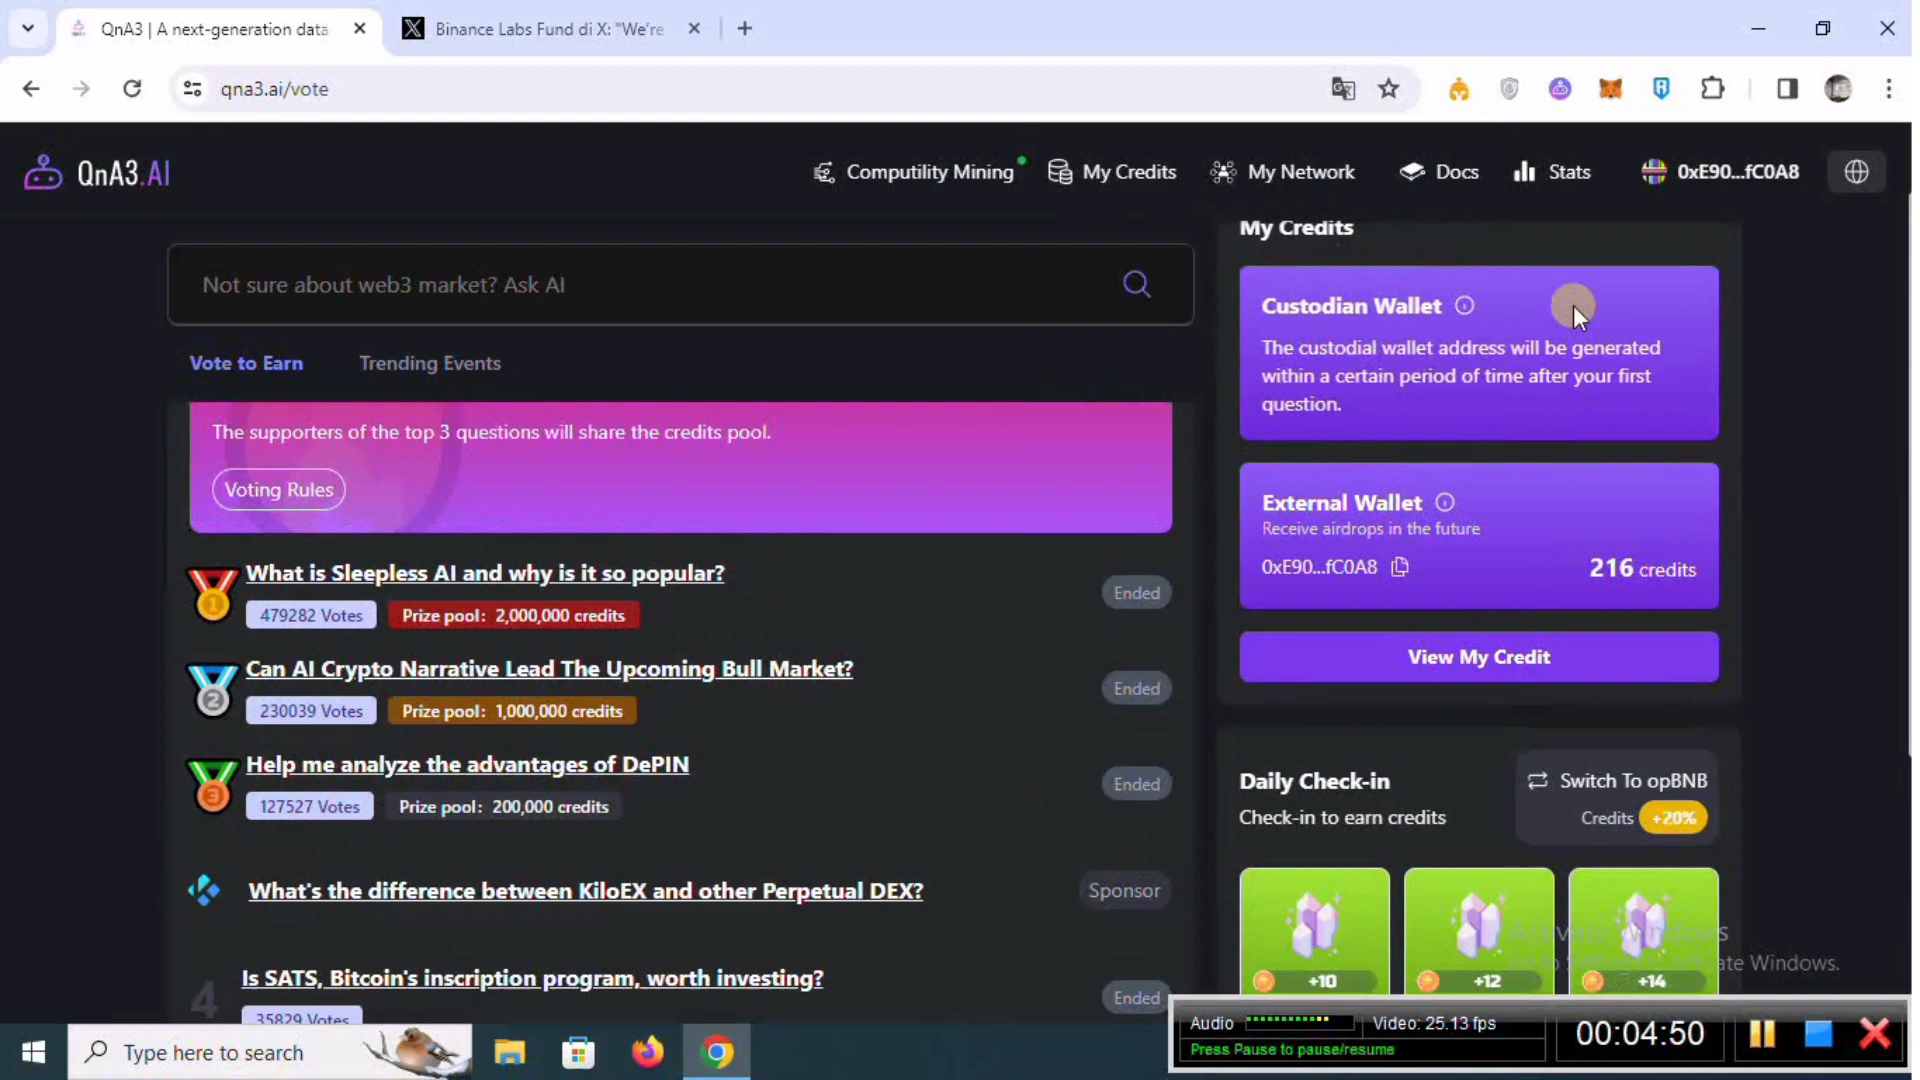 QnA3 | A next-generation data
Binance Labs Fund di X: "We're
qna3.ai/vote
QnA3.AI
Computility Mining
My Credits
My Network
Docs
Stats
0xE90...fC0A8
Not sure about web3 market? Ask AI
Vote to Earn
Trending Events
The supporters of the top 3 questions will share the credits pool.
Voting Rules
1
What is Sleepless AI and why is it so popular?
479282 Votes
Prize pool: 2,000,000 credits
Ended
2
Can AI Crypto Narrative Lead The Upcoming Bull Market?
230039 Votes
Prize pool: 1,000,000 credits
Ended
3
Help me analyze the advantages of DePIN
127527 Votes
Prize pool: 200,000 credits
Ended
What's the difference between KiloEX and other Perpetual DEX?
Sponsor
4
Is SATS, Bitcoin's inscription program, worth investing?
35829 Votes
Ended
My Credits
Custodian Wallet
The custodial wallet address will be generated
within a certain period of time after your first
question.
External Wallet
Receive airdrops in the future
0xE90...fC0A8
216 credits
View My Credit
Daily Check-in
Check-in to earn credits
Switch To opBNB
Credits +20%
+10
+12
+14
Activate Windows
ate Windows.
Type here to search
Audio
Video: 25.13 fps
Press Pause to pause/resume
00:04:50